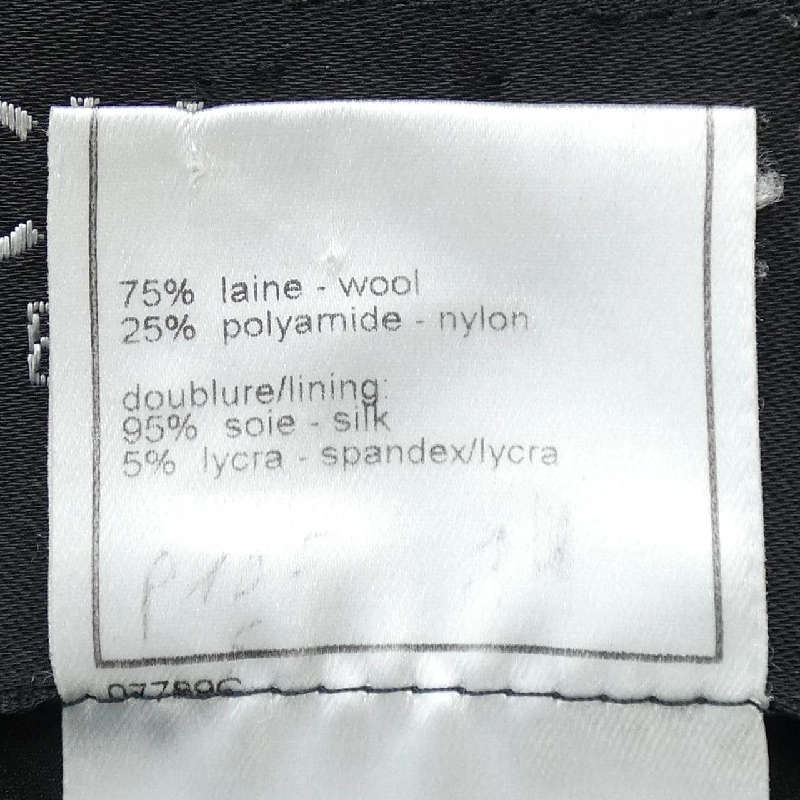 75% laine - wool
25% polyamide - nylon
doublure/lining:
95% soie - silk
5% lycra - spandex/lycra